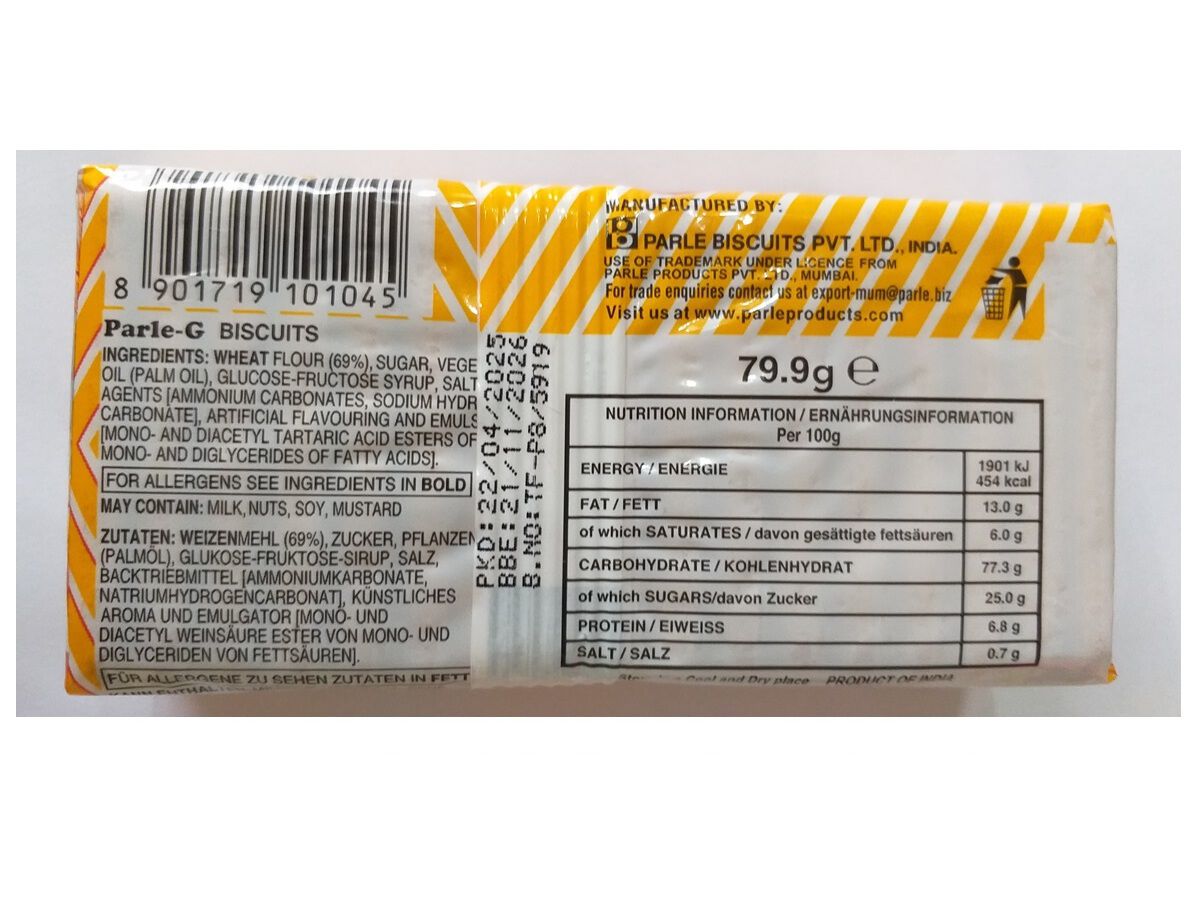 8 901719 101045
Parle-G BISCUITS
INGREDIENTS: WHEAT FLOUR (69%), SUGAR, VEGE
OIL (PALM OIL), GLUCOSE-FRUCTOSE SYRUP, SALT
AGENTS [AMMONIUM CARBONATES, SODIUM HYDR
CARBONATE], ARTIFICIAL FLAVOURING AND EMULS
[MONO- AND DIACETYL TARTARIC ACID ESTERS OF
MONO- AND DIGLYCERIDES OF FATTY ACIDS].
FOR ALLERGENS SEE INGREDIENTS IN BOLD
MAY CONTAIN: MILK, NUTS, SOY, MUSTARD
ZUTATEN: WEIZENMEHL (69%), ZUCKER, PFLANZEN
(PALMÖL), GLUKOSE-FRUKTOSE-SIRUP, SALZ,
BACKTRIEBMITTEL [AMMONIUMKARBONATE,
NATRIUMHYDROGENCARBONAT], KÜNSTLICHES
AROMA UND EMULGATOR [MONO- UND
DIACETYL WEINSÄURE ESTER VON MONO- UND
DIGLYCERIDEN VON FETTSÄUREN].
FÜR ALLERGENE ZU SEHEN ZUTATEN IN FETT
PKD: 22/04/2025
BBE: 21/11/2026
B.NO: TF-P8/5919
MANUFACTURED BY:
PARLE BISCUITS PVT. LTD., INDIA.
USE OF TRADEMARK UNDER LICENCE FROM
PARLE PRODUCTS PVT. LTD., MUMBAI.
For trade enquiries contact us at export-mum@parle.biz
Visit us at www.parleproducts.com
79.9g ℮
NUTRITION INFORMATION / ERNÄHRUNGSINFORMATION
Per 100g
ENERGY / ENERGIE 1901 kJ
454 kcal
FAT / FETT 13.0 g
of which SATURATES / davon gesättigte fettsäuren 6.0 g
CARBOHYDRATE / KOHLENHYDRAT 77.3 g
of which SUGARS/davon Zucker 25.0 g
PROTEIN / EIWEISS 6.8 g
SALT / SALZ 0.7 g
Cool and Dry place PRODUCT OF INDIA